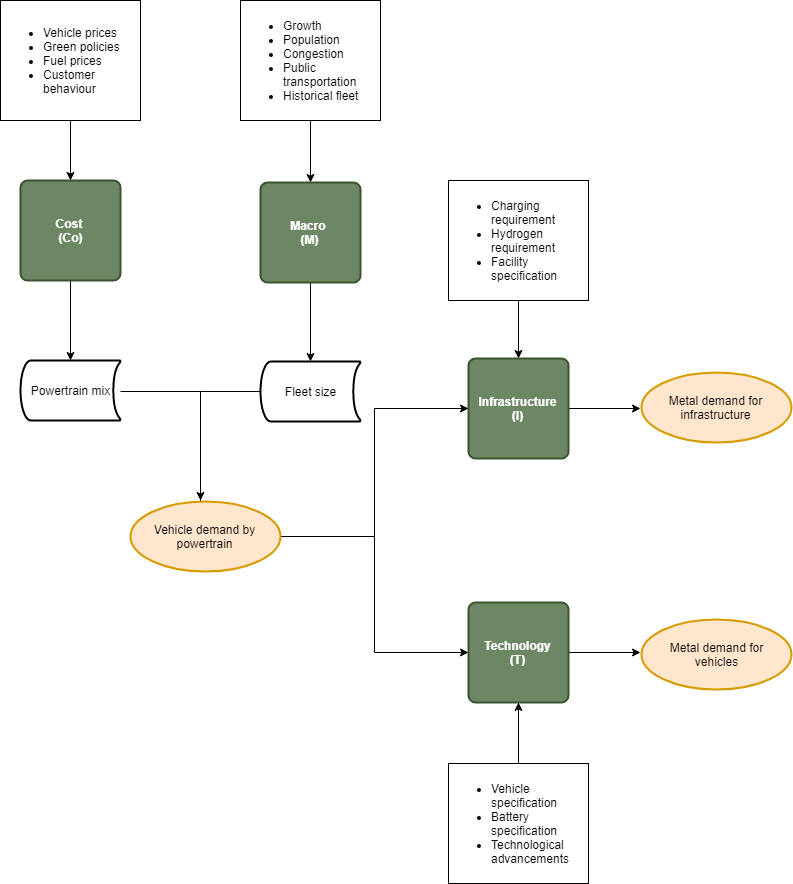 • Vehicle prices
• Green policies
• Fuel prices
• Customer
behaviour
• Growth
• Population
• Congestion
• Public
transportation
• Historical fleet
Cost
(Co)
Macro
(M)
• Charging
requirement
• Hydrogen
requirement
• Facility
specification
Powertrain mix
Fleet size
Infrastructure
(I)
Metal demand for
infrastructure
Vehicle demand by
powertrain
Technology
(T)
Metal demand for
vehicles
• Vehicle
specification
• Battery
specification
• Technological
advancements